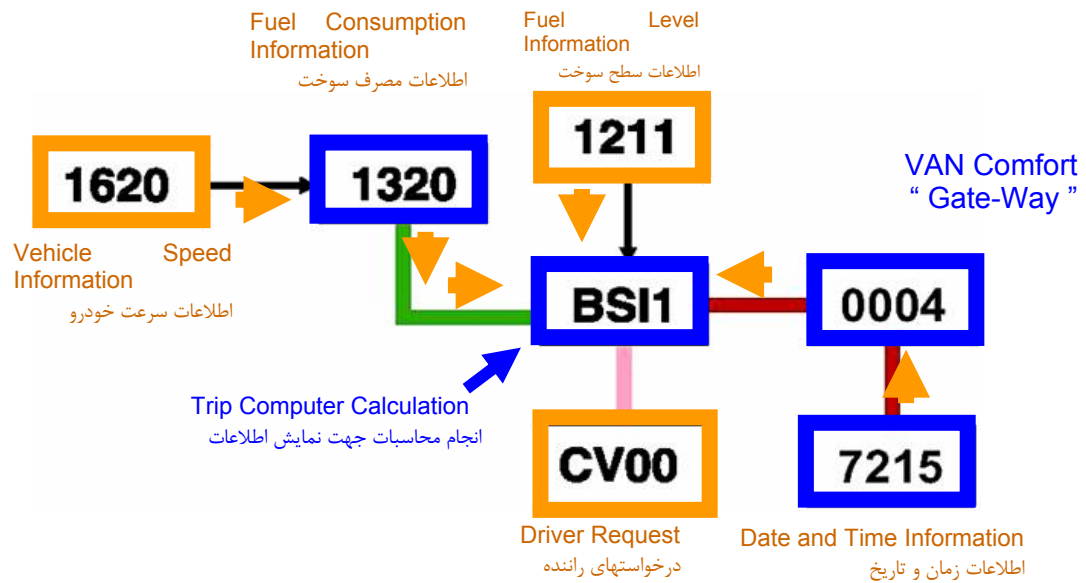 Fuel Consumption
Information
اطلاعات مصرف سوخت
Fuel Level
Information
اطلاعات سطح سوخت
1620
1320
1211
VAN Comfort
“ Gate-Way ”
Vehicle Speed
Information
اطلاعات سرعت خودرو
BSI1
0004
Trip Computer Calculation
انجام محاسبات جهت نمایش اطلاعات
CV00
7215
Driver Request
درخواستهای راننده
Date and Time Information
اطلاعات زمان و تاریخ